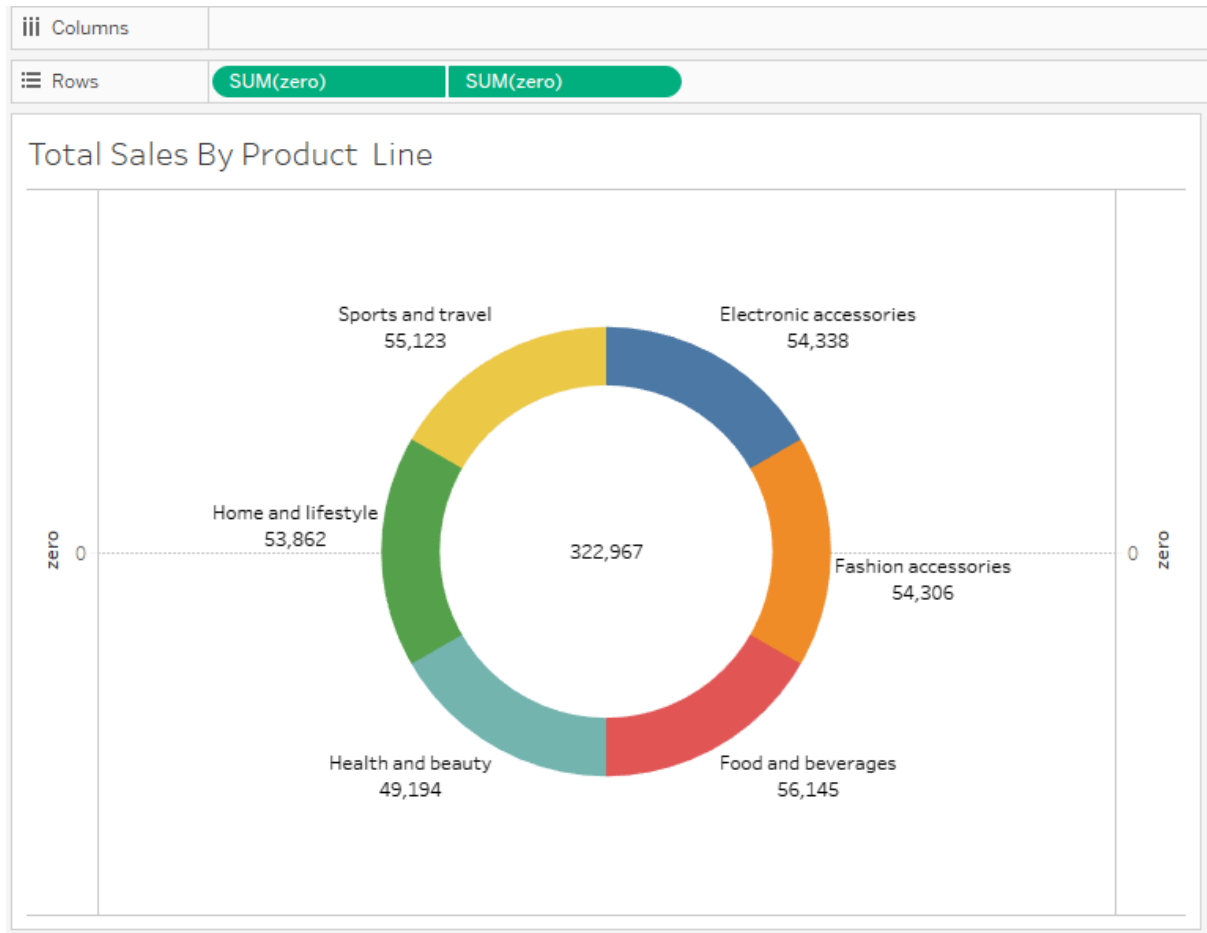 Columns
Rows
SUM(zero) SUM(zero)
Total Sales By Product Line
Sports and travel
55,123
Electronic accessories
54,338
Home and lifestyle
53,862
zero
0
322,967
0
zero
Fashion accessories
54,306
Health and beauty
49,194
Food and beverages
56,145